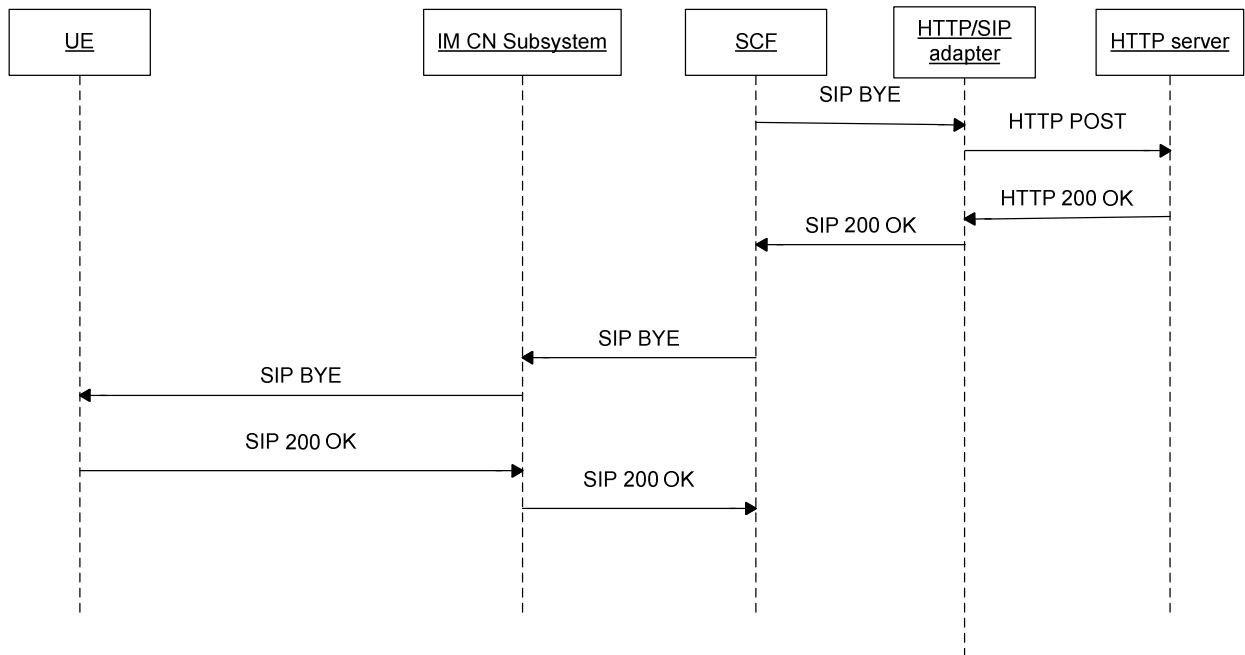 UE
IM CN Subsystem
SCF
HTTP/SIP
adapter
HTTP server
SIP BYE
HTTP POST
HTTP 200 OK
SIP 200 OK
SIP BYE
SIP BYE
SIP 200 OK
SIP 200 OK